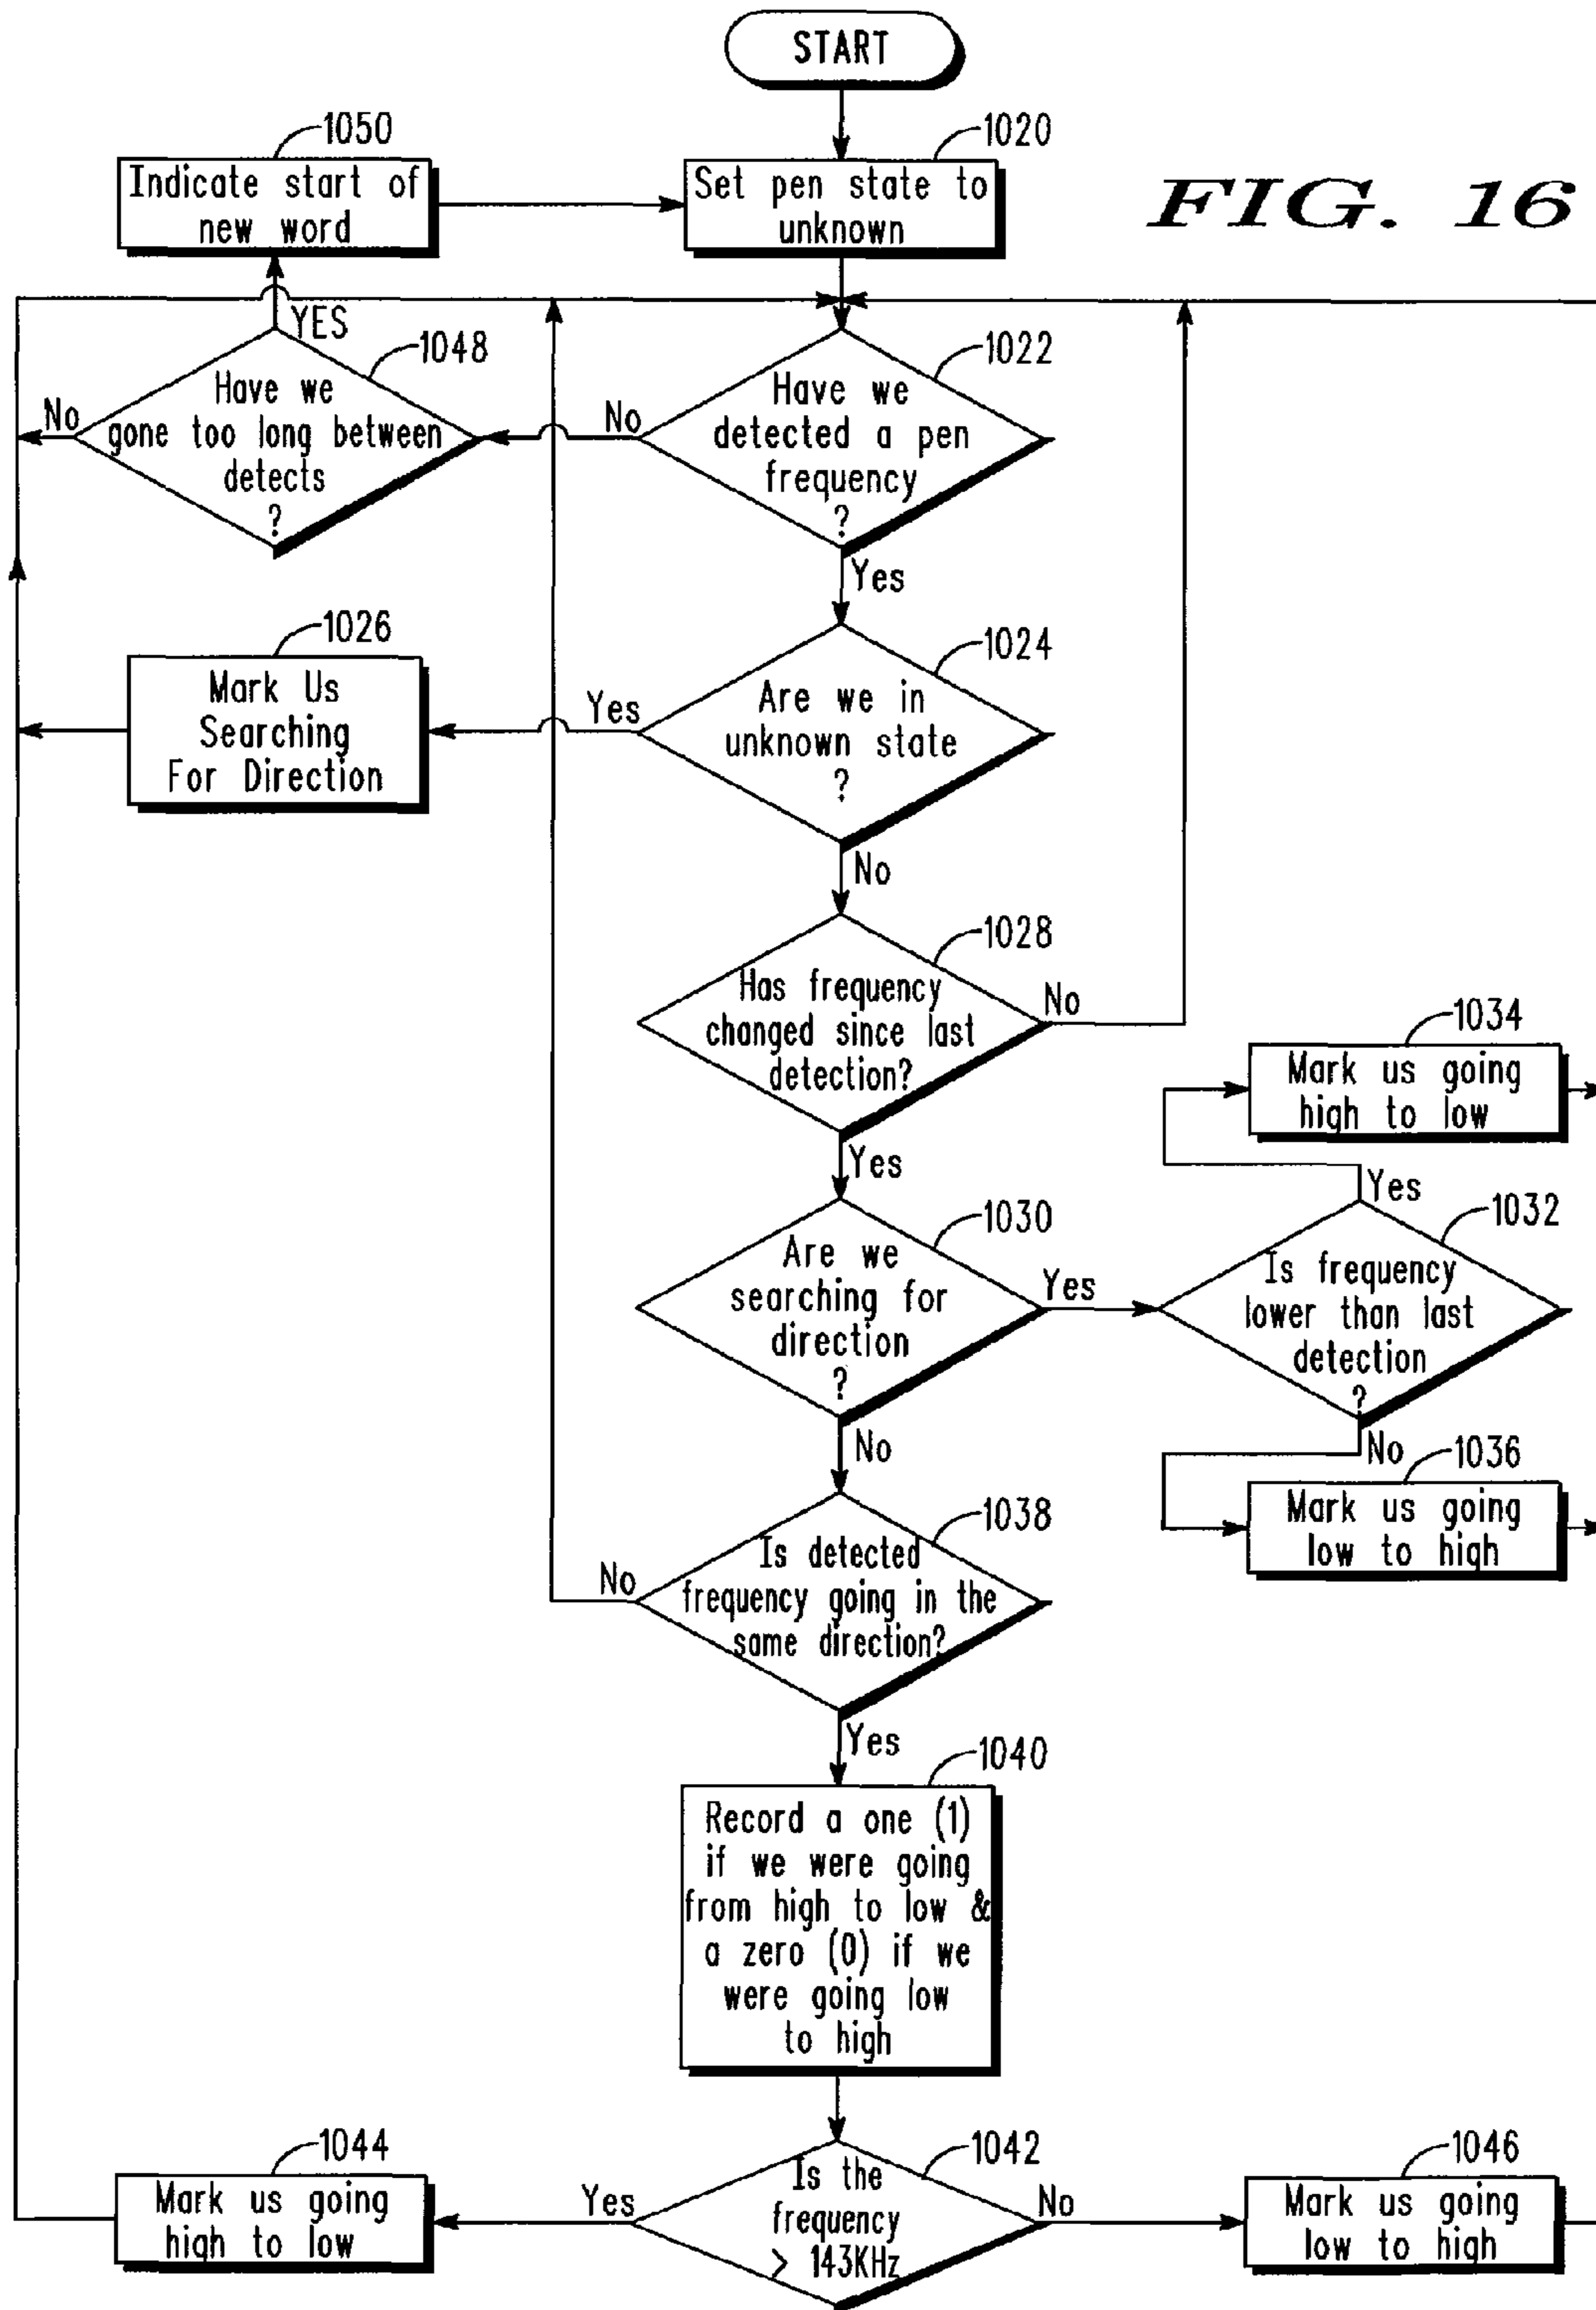 START
1050
Indicate start of
new word
1020
Set pen state to
unknown
FIG. 16
YES
1048
Have we
gone too long between
detects
?
No
1022
Have we
detected a pen
frequency
?
No
Yes
1026
Mark Us
Searching
For Direction
1024
Are we in
unknown state
?
Yes
No
1028
Has frequency
changed since last
detection?
No
Yes
1034
Mark us going
high to low
Yes
1030
Are we
searching for
direction
?
Yes
No
1032
Is frequency
lower than last
detection
?
No
1036
Mark us going
low to high
1038
Is detected
frequency going in the
same direction?
No
Yes
1040
Record a one (1)
if we were going
from high to low &
a zero (0) if we
were going low
to high
1044
Mark us going
high to low
1042
Is the
frequency
> 143KHz
Yes
No
1046
Mark us going
low to high